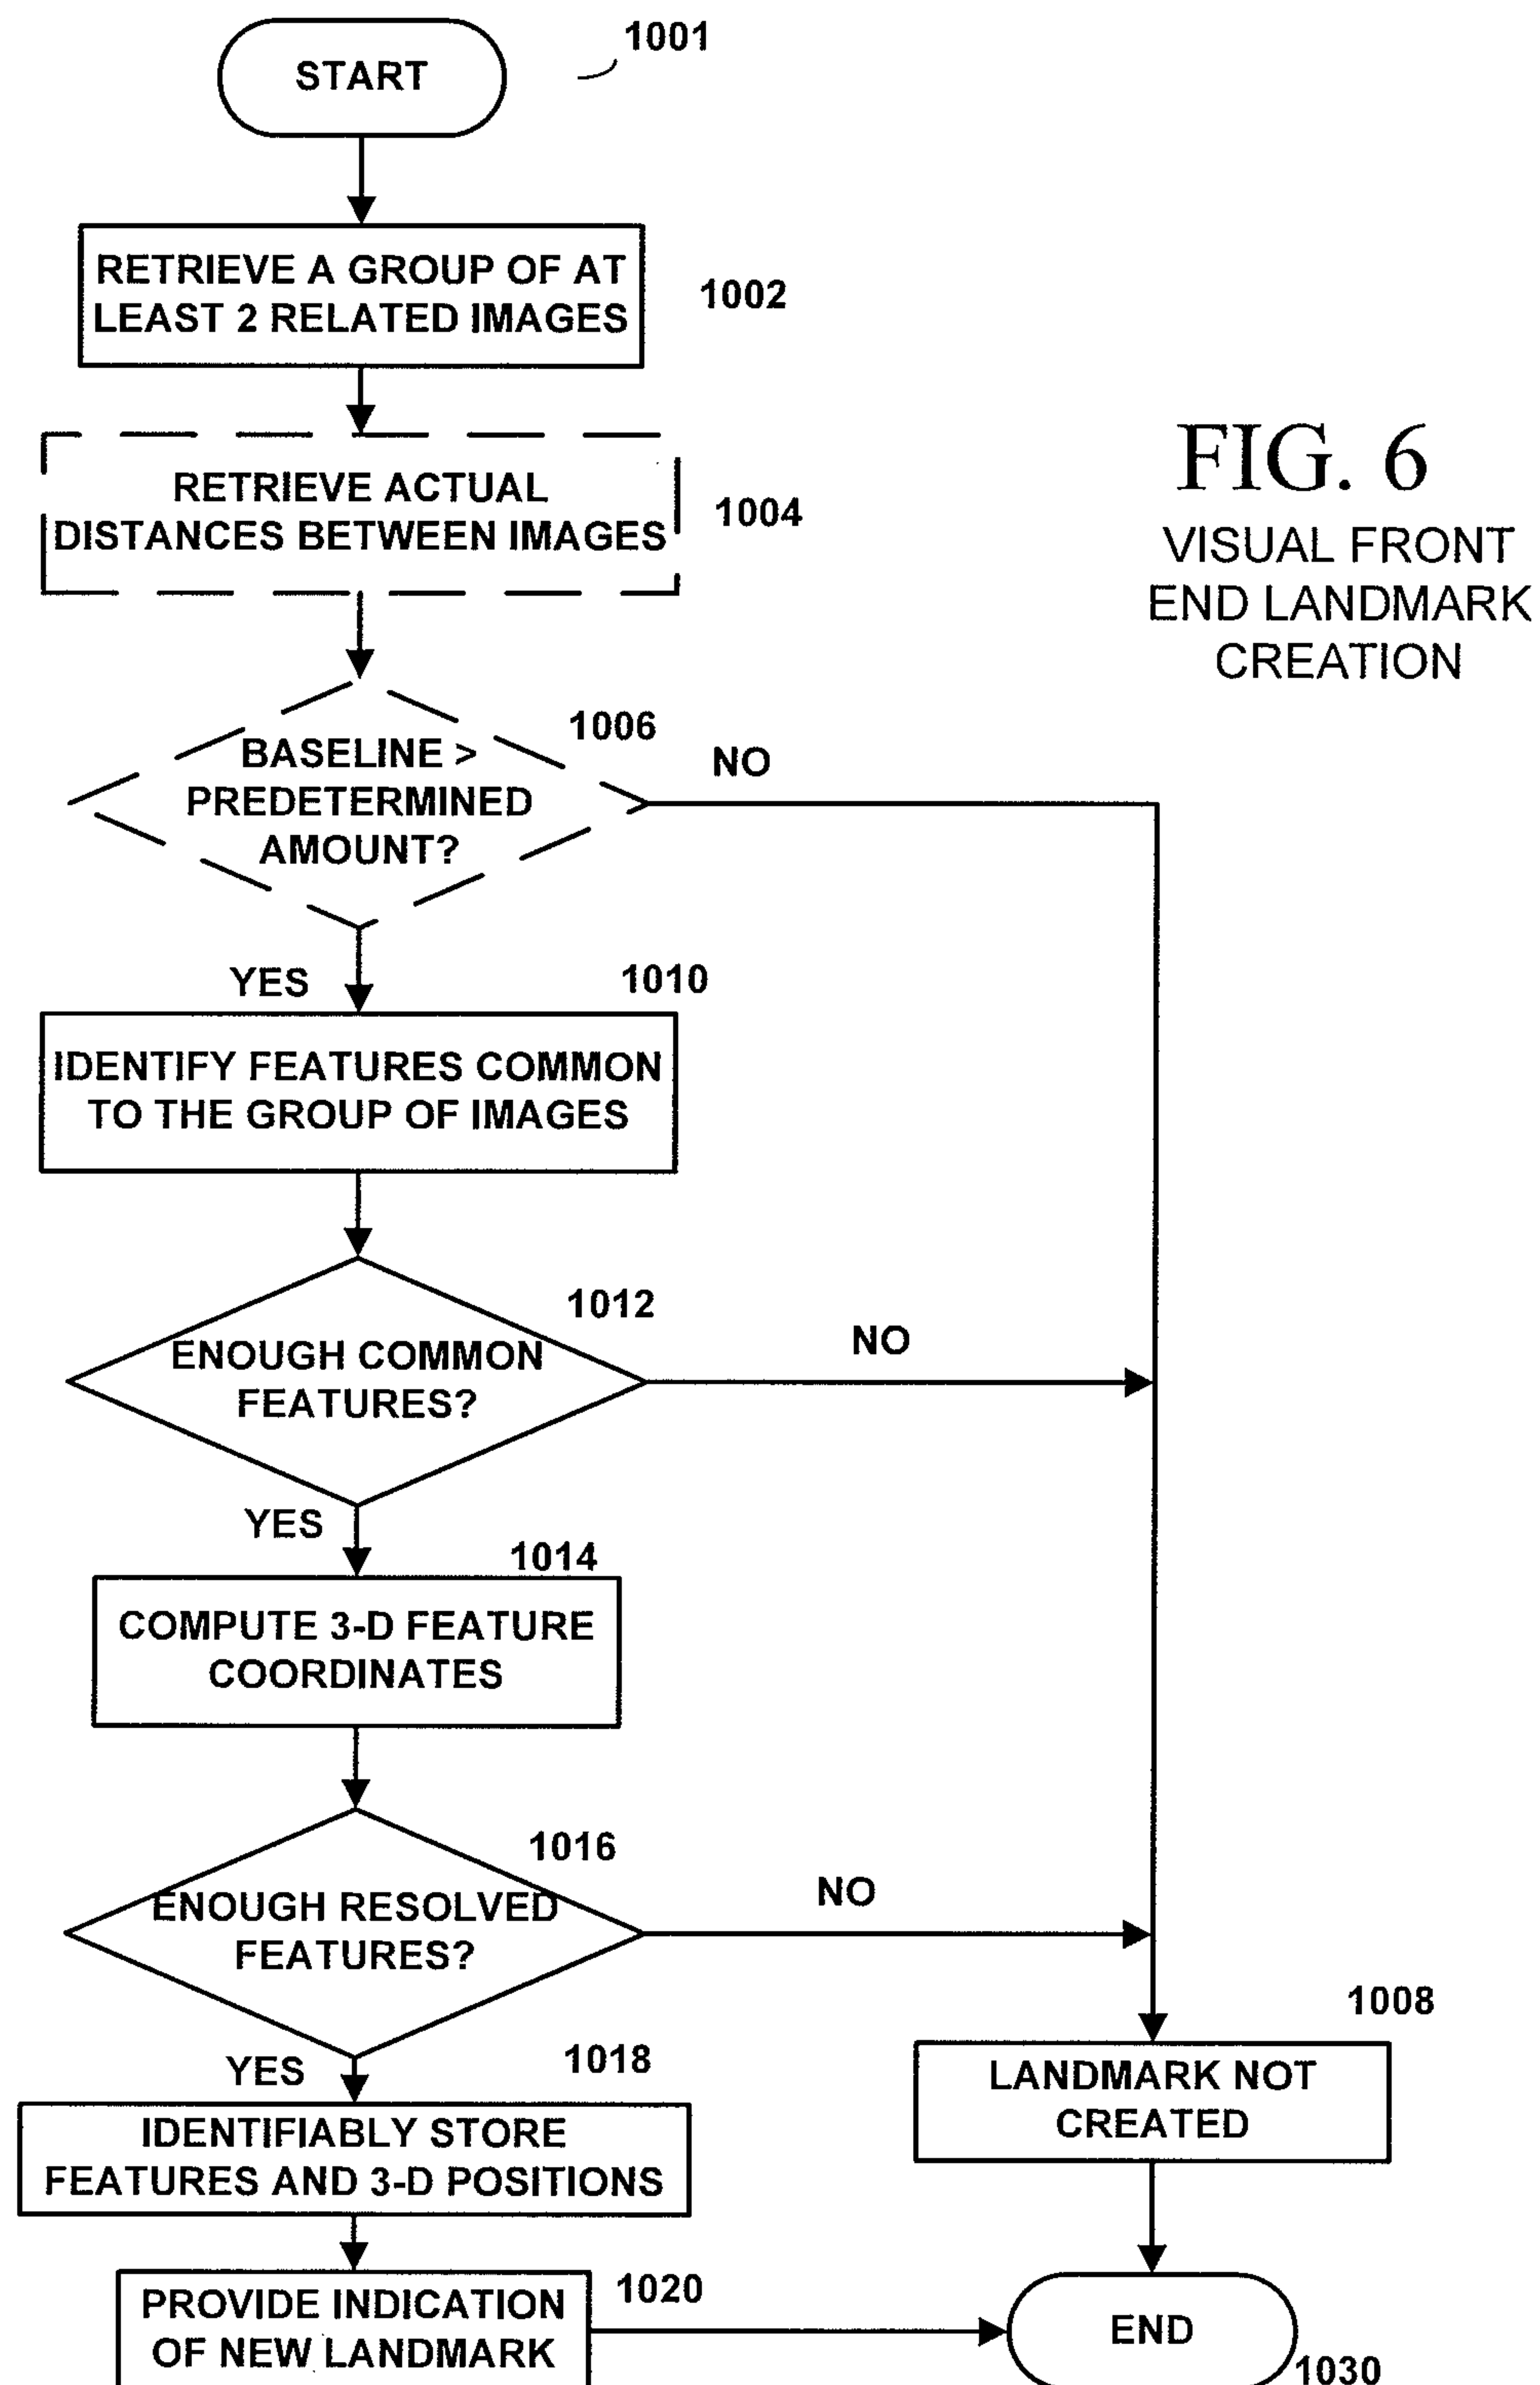 START
1001
RETRIEVE A GROUP OF AT
LEAST 2 RELATED IMAGES
1002
RETRIEVE ACTUAL
DISTANCES BETWEEN IMAGES
1004
FIG. 6
VISUAL FRONT
END LANDMARK
CREATION
1006
BASELINE >
PREDETERMINED
AMOUNT?
NO
YES
1010
IDENTIFY FEATURES COMMON
TO THE GROUP OF IMAGES
1012
ENOUGH COMMON
FEATURES?
NO
YES
1014
COMPUTE 3-D FEATURE
COORDINATES
1016
ENOUGH RESOLVED
FEATURES?
NO
1008
LANDMARK NOT
CREATED
YES
1018
IDENTIFIABLY STORE
FEATURES AND 3-D POSITIONS
1020
PROVIDE INDICATION
OF NEW LANDMARK
END
1030